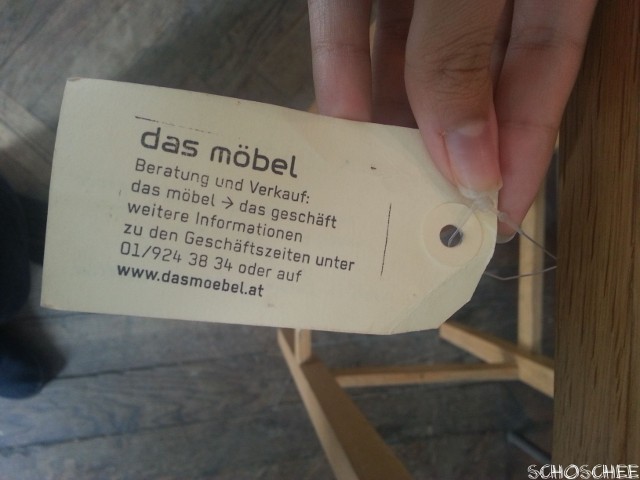 das möbel
Beratung und Verkauf:
das möbel → das geschäft
weitere Informationen
zu den Geschäftszeiten unter
01/924 38 34 oder auf
www.dasmoebel.at
SCHOSCHEE